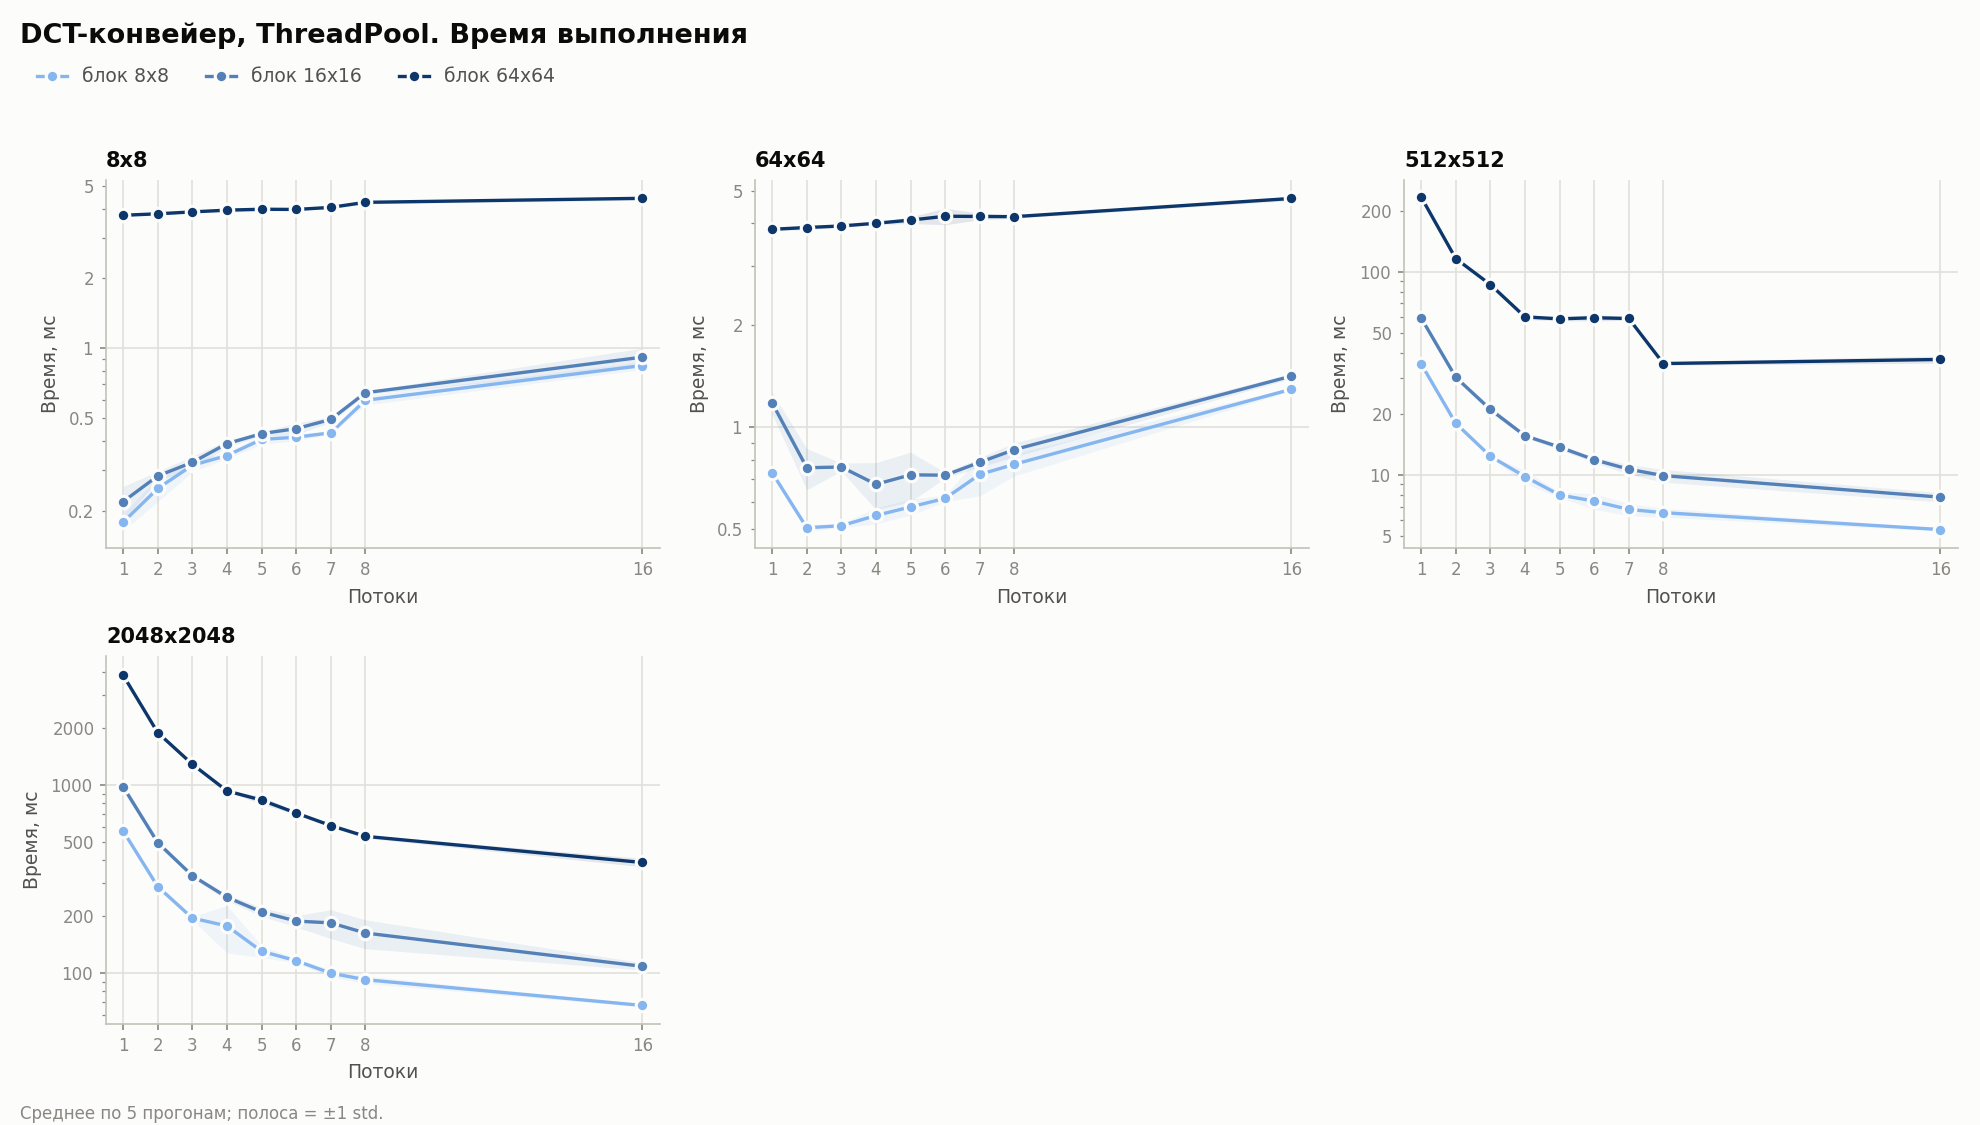 DCT-конвейер, ThreadPool. Время выполнения
блок 8x8 блок 16x16 блок 64x64
8x8
5
2
1
0.5
0.2
Время, мс
1 2 3 4 5 6 7 8 16
Потоки
64x64
5
2
1
0.5
Время, мс
1 2 3 4 5 6 7 8 16
Потоки
512x512
200
100
50
20
10
5
Время, мс
1 2 3 4 5 6 7 8 16
Потоки
2048x2048
2000
1000
500
200
100
Время, мс
1 2 3 4 5 6 7 8 16
Потоки
Среднее по 5 прогонам; полоса = ±1 std.